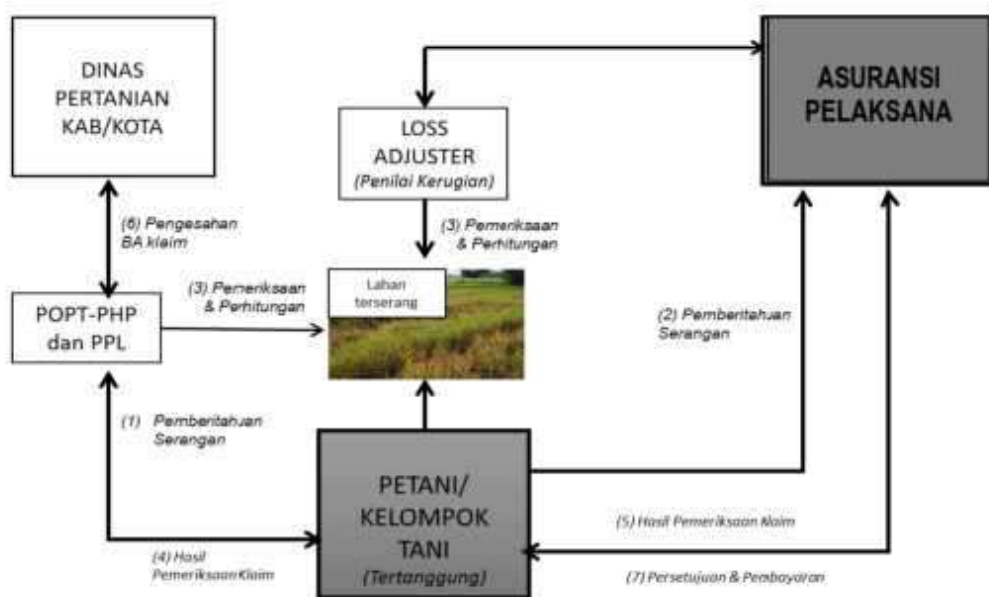 DINAS
PERTANIAN
KAB/KOTA
LOSS
ADJUSTER
(Penilai Kerugian)
ASURANSI
PELAKSANA
(6) Pengesahan
BA klaim
(3) Pemeriksaan
& Perhitungan
(3) Pemeriksaan
& Perhitungan
Lahan
terserang
POPT-PHP
dan PPL
(2) Pemberitahuan
Serangan
(1) Pemberitahuan
Serangan
PETANI/
KELOMPOK
TANI
(Tertanggung)
(5) Hasil Pemeriksaan Klaim
(4) Hasil
Pemeriksaan Klaim
(7) Persetujuan & Pembayaran